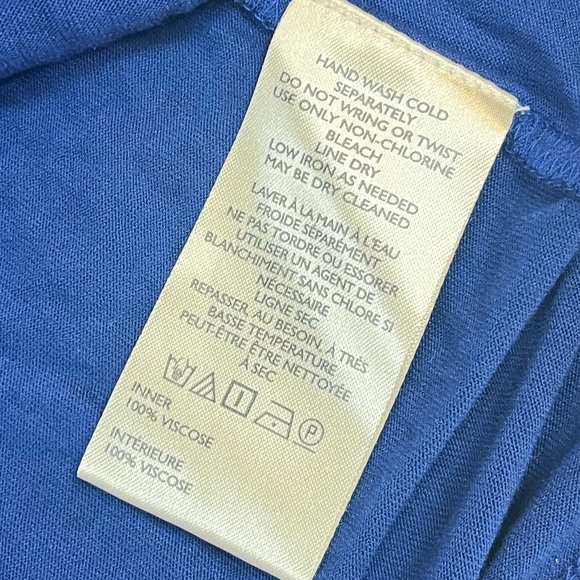 HAND WASH COLD
SEPARATELY
DO NOT WRING OR TWIST
USE ONLY NON-CHLORINE
BLEACH
LINE DRY
LOW IRON AS NEEDED
MAY BE DRY CLEANED
LAVER À LA MAIN À L'EAU
FROIDE SÉPARÉMENT
NE PAS TORDRE OU ESSORER
UTILISER UN AGENT DE
BLANCHIMENT, SANS CHLORE SI
NÉCESSAIRE
LIGNE SEC
REPASSER, AU BESOIN À TRÈS
BASSE TEMPÉRATURE
PEUT-ÊTRE ÊTRE NETTOYÉE
À SEC
P
INNER
100% VISCOSE
INTÉRIEURE
100% VISCOSE